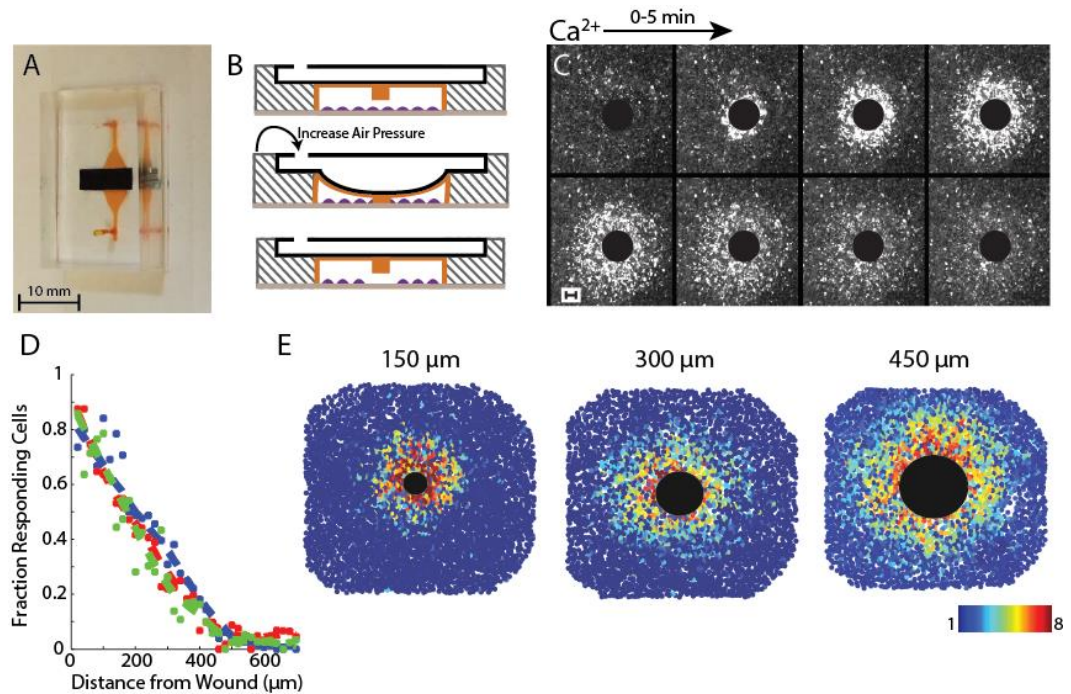 Ca²⁺ 0-5 min
A
B
C
Increase Air Pressure
10 mm
D
E
150 µm
300 µm
450 µm
1
0.8
0.6
0.4
0.2
0
Fraction Responding Cells
0
200
400
600
Distance from Wound (µm)
1
8